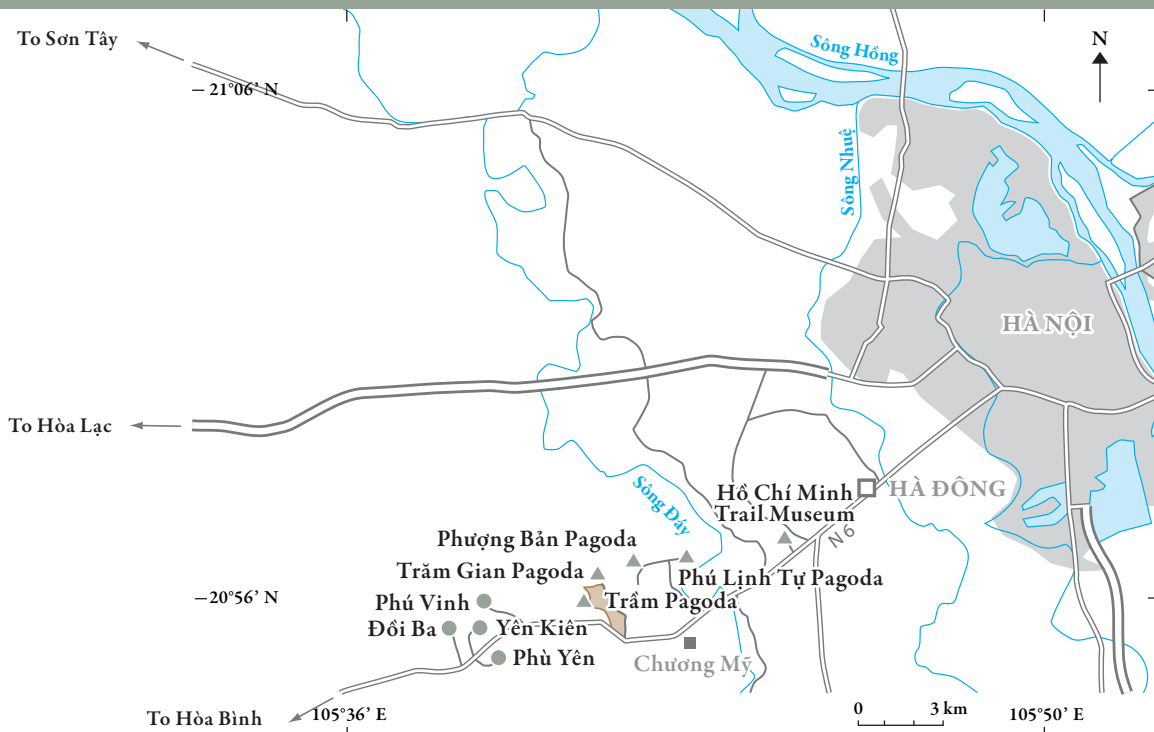 To Sơn Tây
Sông Hồng
N
21°06’ N
Sông Nhuệ
HÀ NỘI
To Hòa Lạc
Sông Đáy
Hồ Chí Minh
Trail Museum
HÀ ĐÔNG
N 6
Phượng Bản Pagoda
Trăm Gian Pagoda
Phú Lịnh Tự Pagoda
20°56’ N
Phú Vinh
Trầm Pagoda
Đồi Ba
Yên Kiên
Phù Yên
Chương Mỹ
To Hòa Bình
105°36’ E
0
3 km
105°50’ E